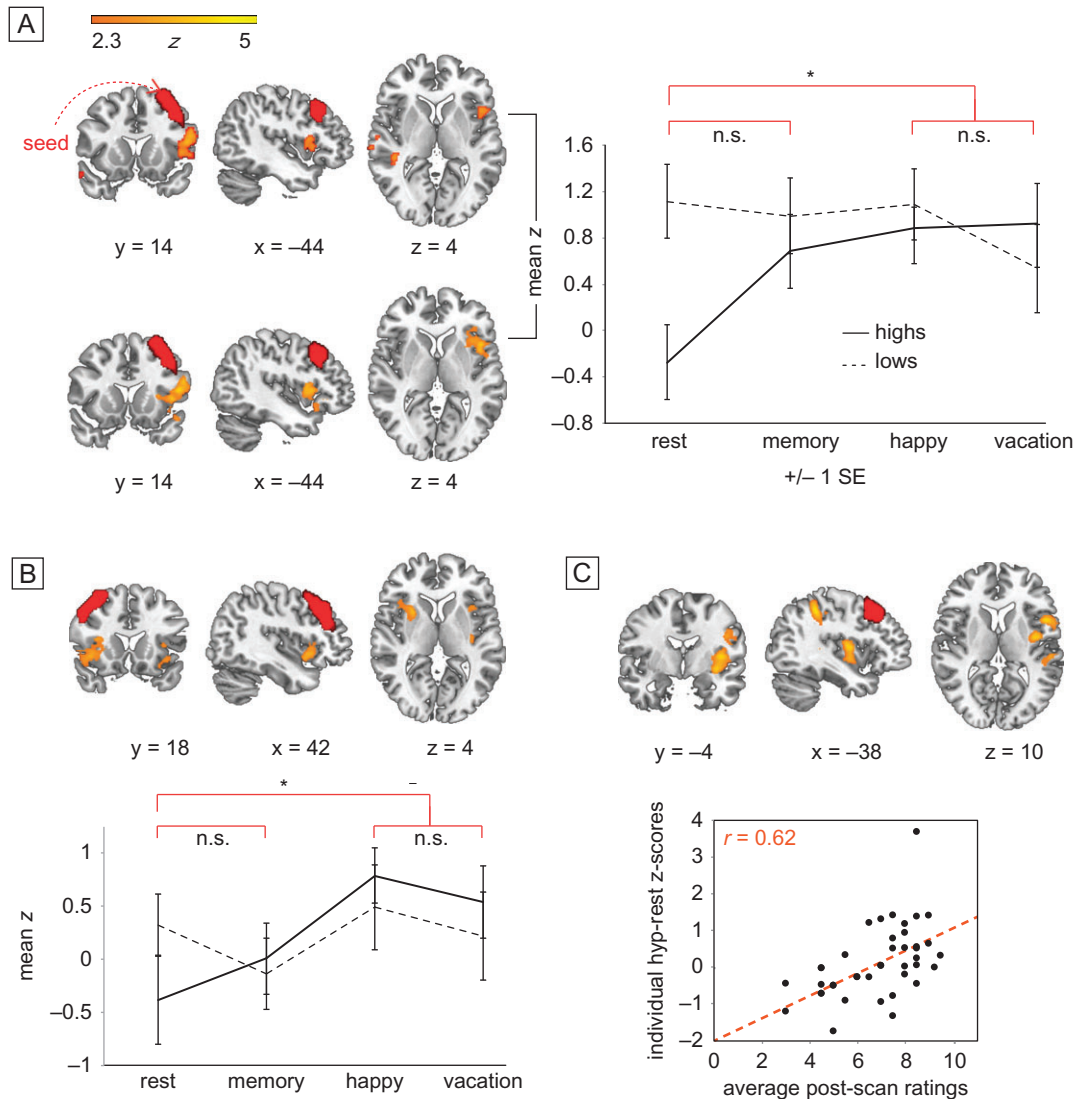 A
2.3 z 5
seed
y = 14 x = –44 z = 4
y = 14 x = –44 z = 4
mean z
*
n.s. n.s.
1.6
1.2
0.8
0.4
0
–0.4
–0.8
highs
lows
rest memory happy vacation
+/– 1 SE
B
y = 18 x = 42 z = 4
* –
n.s. n.s.
mean z
1
0.5
0
–0.5
–1
rest memory happy vacation
C
y = –4 x = –38 z = 10
individual hyp-rest z-scores
r = 0.62
4
3
2
1
0
–1
–2
0 2 4 6 8 10
average post-scan ratings